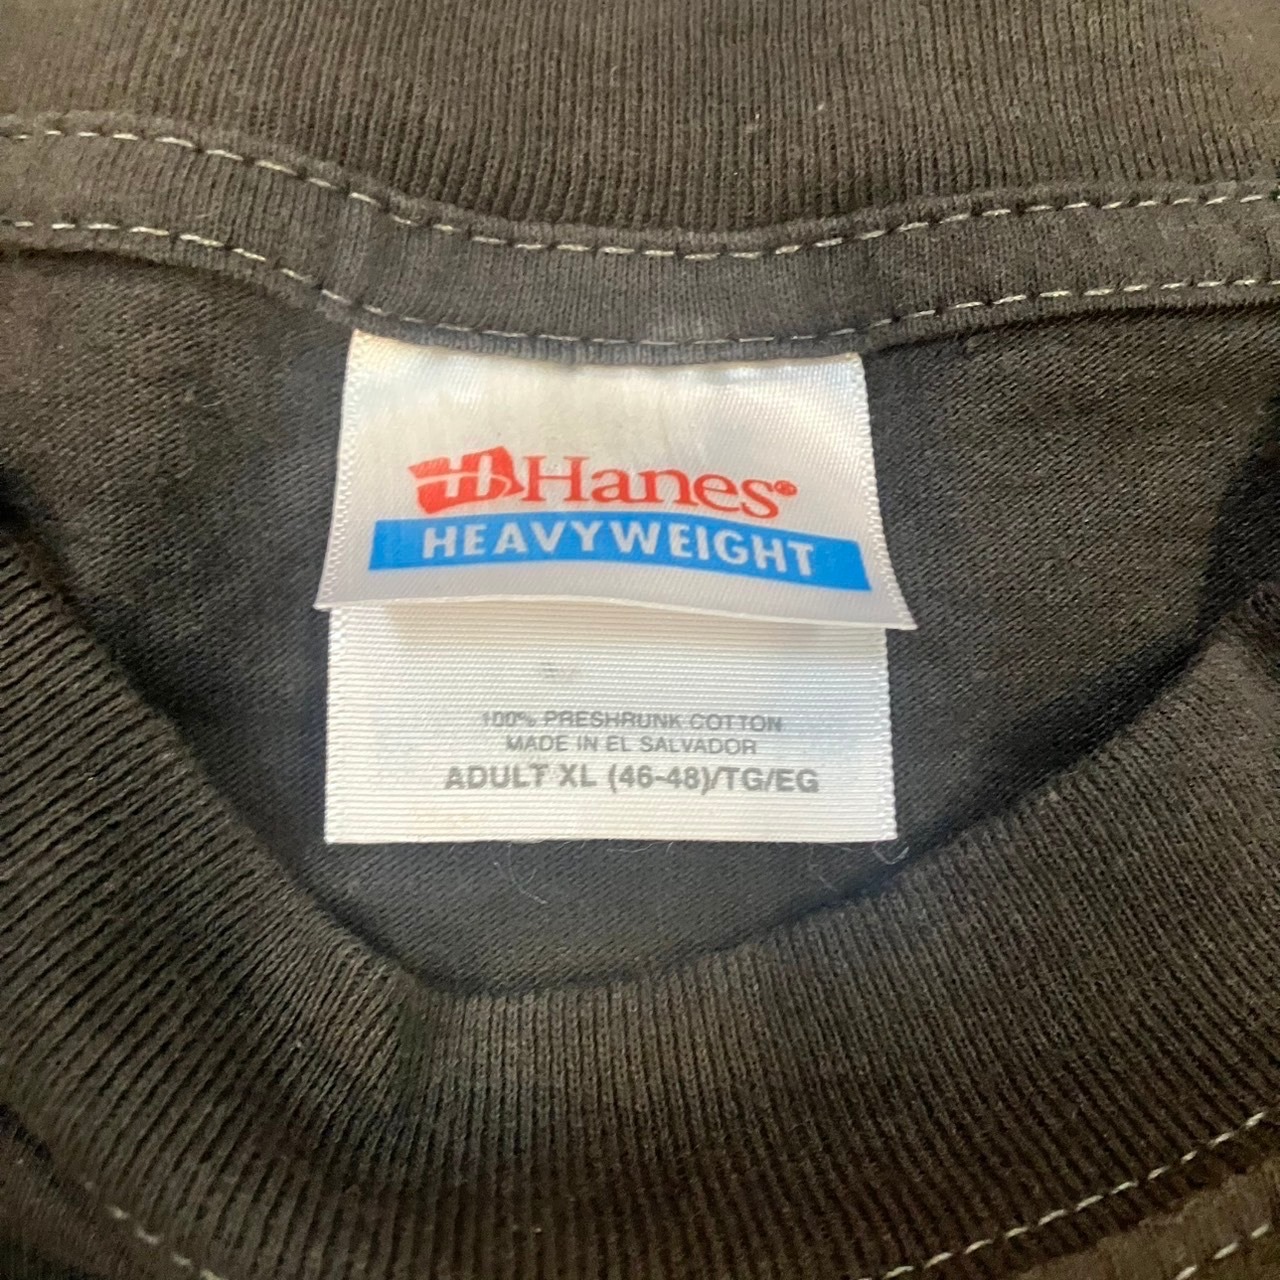 Hanes®
HEAVYWEIGHT
100% PRESHRUNK COTTON
MADE IN EL SALVADOR
ADULT XL (46-48)/TG/EG